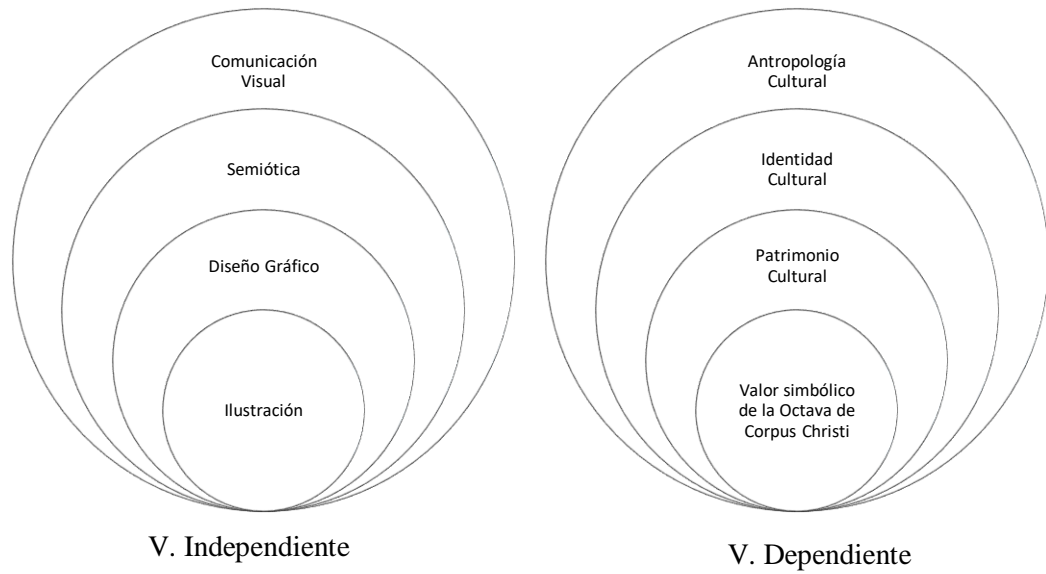 Comunicación
Visual
Semiótica
Diseño Gráfico
Ilustración
V. Independiente
Antropología
Cultural
Identidad
Cultural
Patrimonio
Cultural
Valor simbólico
de la Octava de
Corpus Christi
V. Dependiente